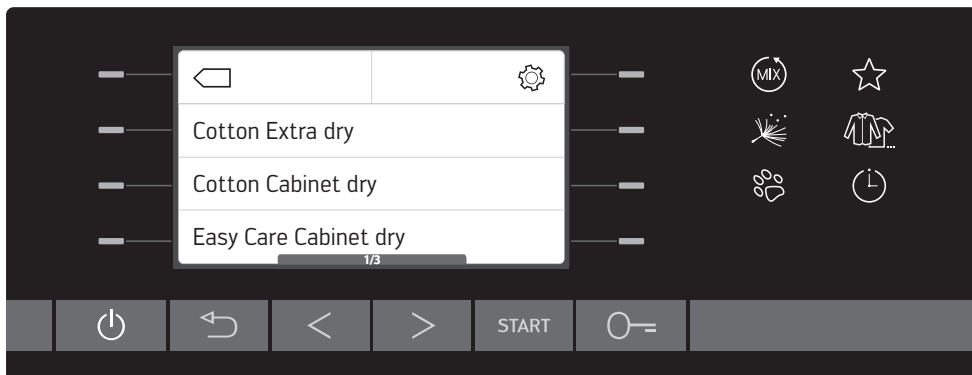 MIX
Cotton Extra dry
Cotton Cabinet dry
Easy Care Cabinet dry
1/3
START